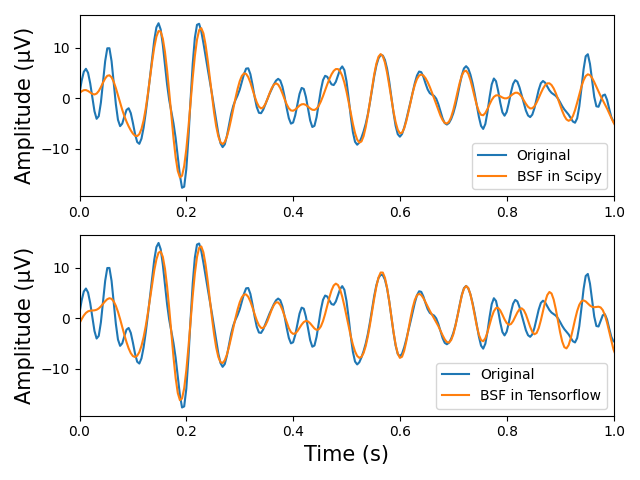 Amplitude (μV)
10
0
−10
Original
BSF in Scipy
0.0 0.2 0.4 0.6 0.8 1.0
Amplitude (μV)
10
0
−10
Original
BSF in Tensorflow
0.0 0.2 0.4 0.6 0.8 1.0
Time (s)